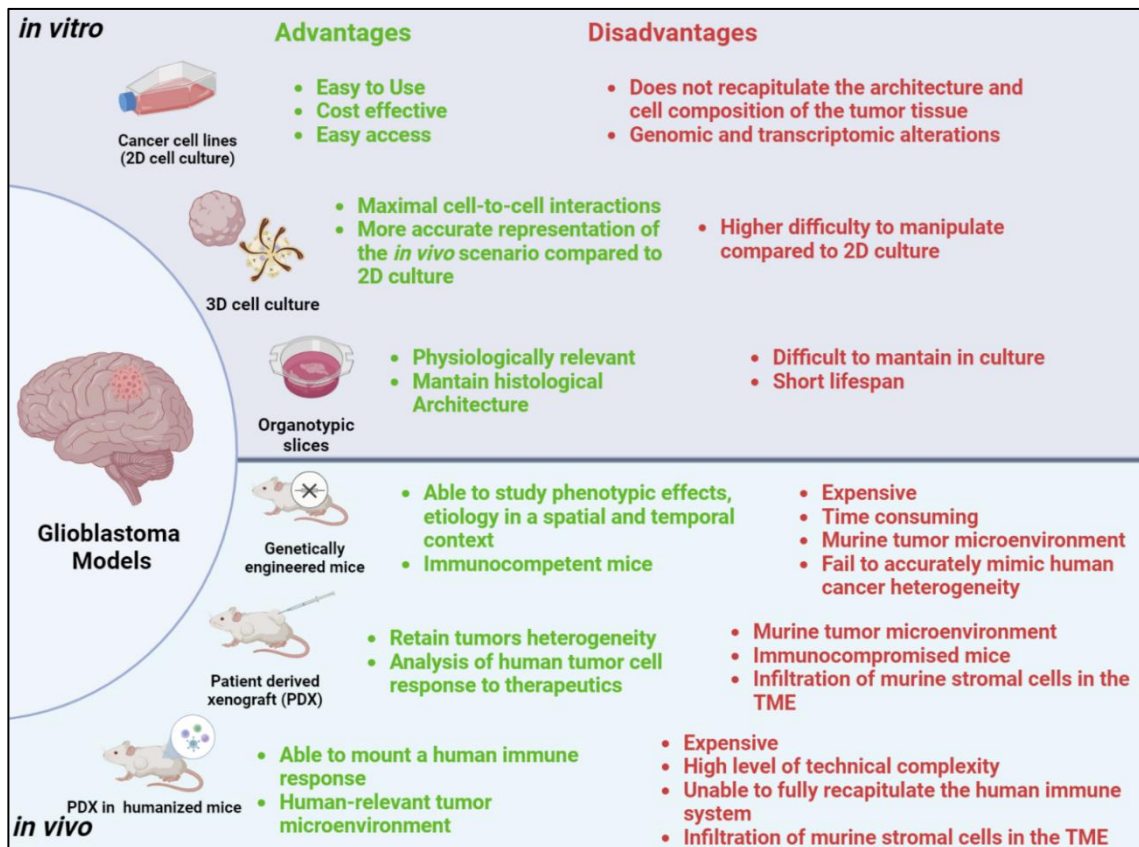 in vitro
Advantages
Disadvantages
Cancer cell lines
(2D cell culture)
• Easy to Use
• Cost effective
• Easy access
• Does not recapitulate the architecture and
cell composition of the tumor tissue
• Genomic and transcriptomic alterations
3D cell culture
• Maximal cell-to-cell interactions
• More accurate representation of
the in vivo scenario compared to
2D culture
• Higher difficulty to manipulate
compared to 2D culture
Organotypic
slices
• Physiologically relevant
• Mantain histological
Architecture
• Difficult to mantain in culture
• Short lifespan
Glioblastoma
Models
Genetically
engineered mice
• Able to study phenotypic effects,
etiology in a spatial and temporal
context
• Immunocompetent mice
• Expensive
• Time consuming
• Murine tumor microenvironment
• Fail to accurately mimic human
cancer heterogeneity
Patient derived
xenograft (PDX)
• Retain tumors heterogeneity
• Analysis of human tumor cell
response to therapeutics
• Murine tumor microenvironment
• Immunocompromised mice
• Infiltration of murine stromal cells in the
TME
PDX in humanized mice
• Able to mount a human immune
response
• Human-relevant tumor
microenvironment
• Expensive
• High level of technical complexity
• Unable to fully recapitulate the human immune
system
• Infiltration of murine stromal cells in the TME
in vivo